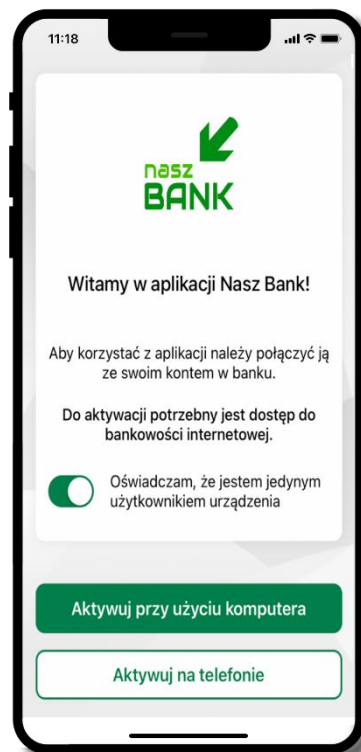 11:18
nasz
BANK
Witamy w aplikacji Nasz Bank!
Aby korzystać z aplikacji należy połączyć ją
ze swoim kontem w banku.
Do aktywacji potrzebny jest dostęp do
bankowości internetowej.
Oświadczam, że jestem jedynym
użytkownikiem urządzenia
Aktywuj przy użyciu komputera
Aktywuj na telefonie